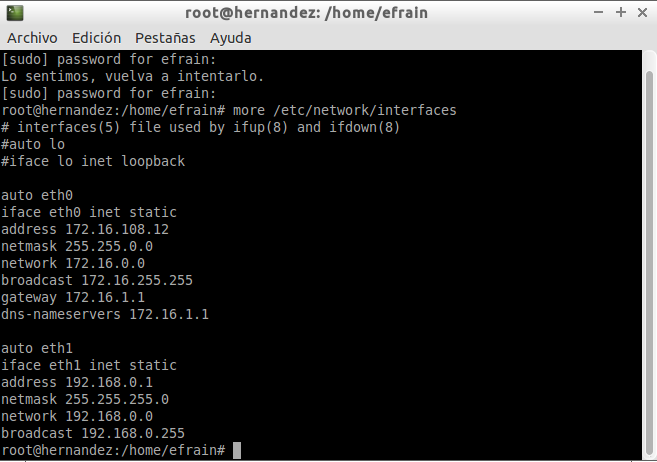 root@hernandez: /home/efrain
Archivo Edición Pestañas Ayuda
[sudo] password for efrain:
Lo sentimos, vuelva a intentarlo.
[sudo] password for efrain:
root@hernandez:/home/efrain# more /etc/network/interfaces
# interfaces(5) file used by ifup(8) and ifdown(8)
#auto lo
#iface lo inet loopback

auto eth0
iface eth0 inet static
address 172.16.108.12
netmask 255.255.0.0
network 172.16.0.0
broadcast 172.16.255.255
gateway 172.16.1.1
dns-nameservers 172.16.1.1

auto eth1
iface eth1 inet static
address 192.168.0.1
netmask 255.255.255.0
network 192.168.0.0
broadcast 192.168.0.255
root@hernandez:/home/efrain#